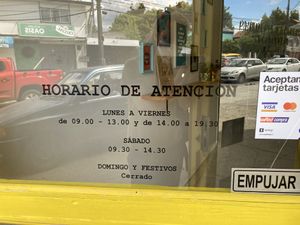 OASIS
HORARIO DE ATENCION
LUNES A VIERNES
de 09.00 - 13.00 y de 14.00 a 19.30
SÁBADO
09.30 - 14.30
DOMINGO Y FESTIVOS
Cerrado
Aceptan
tarjetas
VISA
EMPUJAR